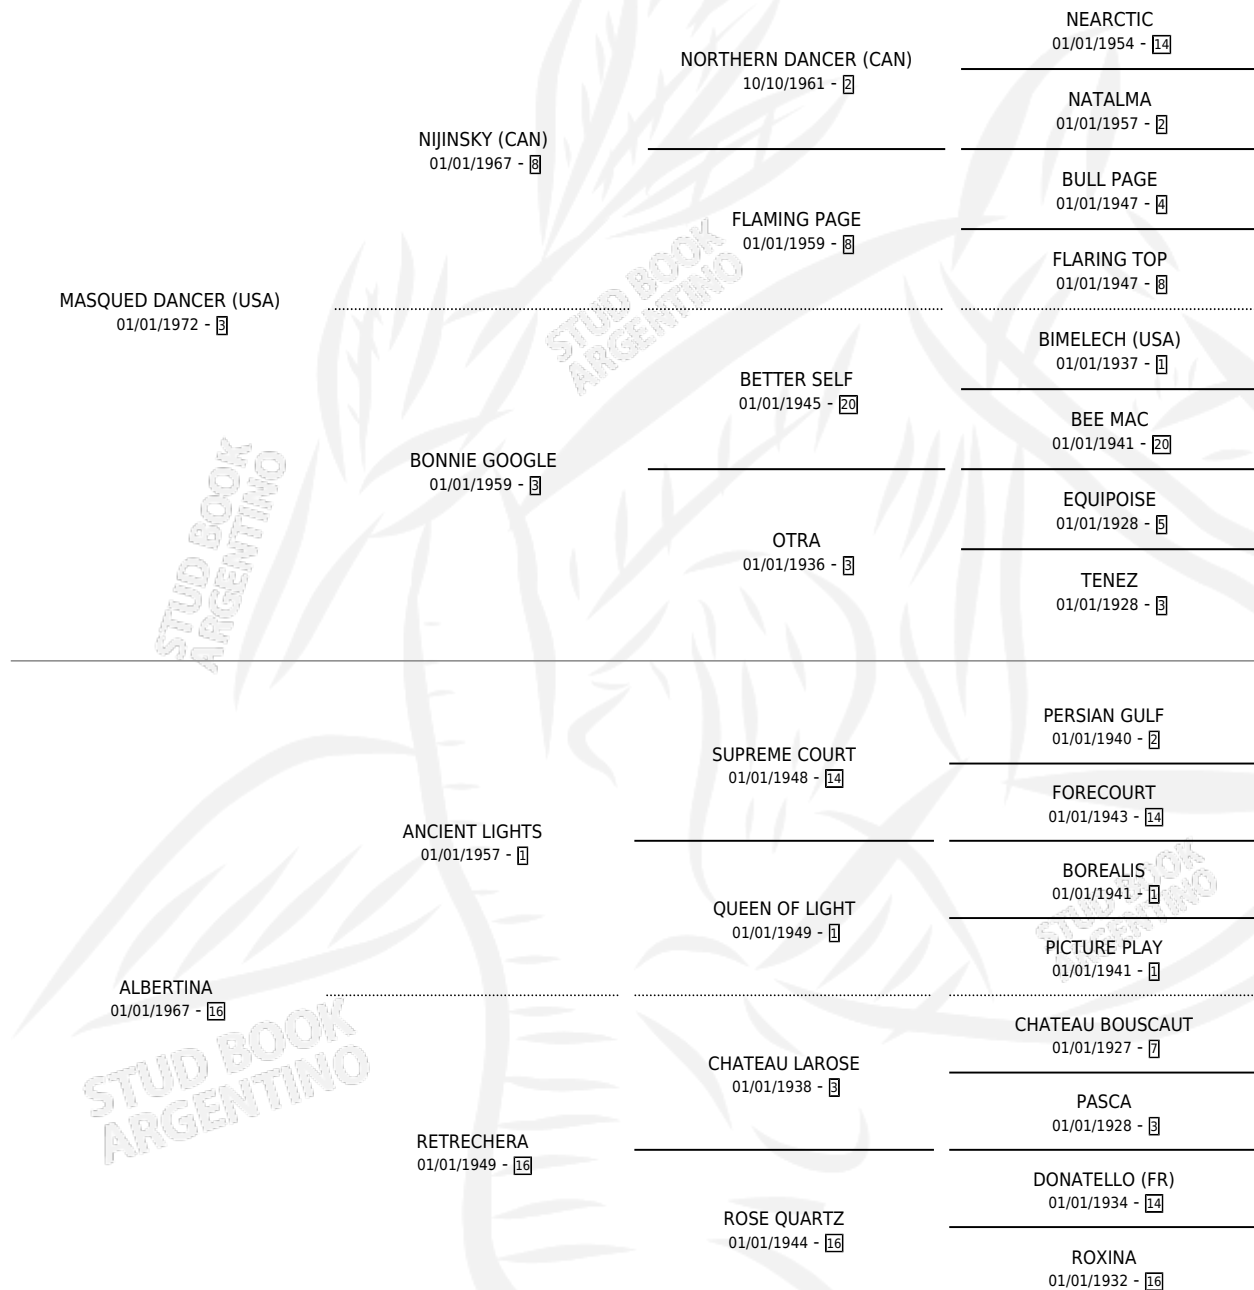 NEARCTIC
01/01/1954 - 14
NORTHERN DANCER (CAN)
10/10/1961 - 2
NATALMA
01/01/1957 - 2
NIJINSKY (CAN)
01/01/1967 - 8
BULL PAGE
01/01/1947 - 4
FLAMING PAGE
01/01/1959 - 8
FLARING TOP
01/01/1947 - 8
MASQUED DANCER (USA)
01/01/1972 - 3
BIMELECH (USA)
01/01/1937 - 1
BETTER SELF
01/01/1945 - 20
BEE MAC
01/01/1941 - 20
BONNIE GOOGLE
01/01/1959 - 3
EQUIPOISE
01/01/1928 - 5
OTRA
01/01/1936 - 3
TENEZ
01/01/1928 - 3
PERSIAN GULF
01/01/1940 - 2
SUPREME COURT
01/01/1948 - 14
FORECOURT
01/01/1943 - 14
ANCIENT LIGHTS
01/01/1957 - 1
BOREALIS
01/01/1941 - 1
QUEEN OF LIGHT
01/01/1949 - 1
PICTURE PLAY
01/01/1941 - 1
ALBERTINA
01/01/1967 - 16
CHATEAU BOUSCAUT
01/01/1927 - 7
CHATEAU LAROSE
01/01/1938 - 3
PASCA
01/01/1928 - 3
RETRECHERA
01/01/1949 - 16
DONATELLO (FR)
01/01/1934 - 14
ROSE QUARTZ
01/01/1944 - 16
ROXINA
01/01/1932 - 16
STUD BOOK
ARGENTINO
STUD BOOK
ARGENTINO
STUD BOOK
ARGENTINO
STUD BOOK
ARGENTINO